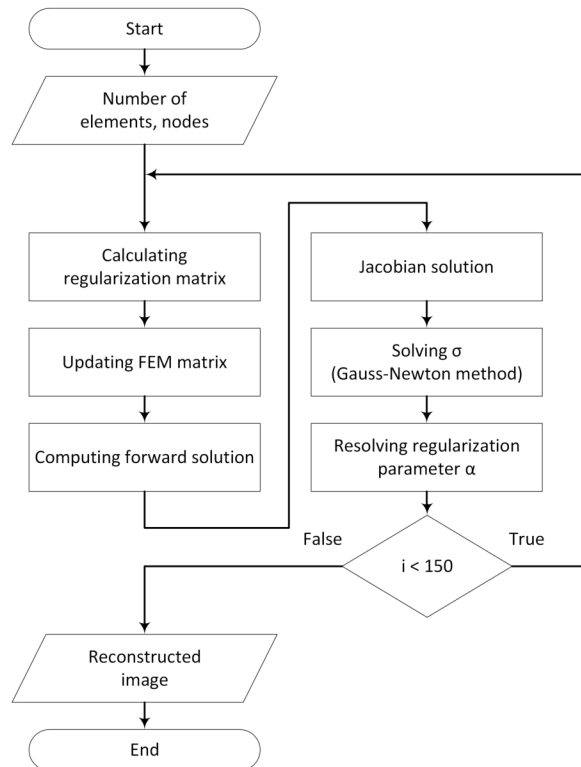 Start
Number of
elements, nodes
Calculating
regularization matrix
Updating FEM matrix
Computing forward solution
Jacobian solution
Solving σ
(Gauss-Newton method)
Resolving regularization
parameter α
False
True
i < 150
Reconstructed
image
End